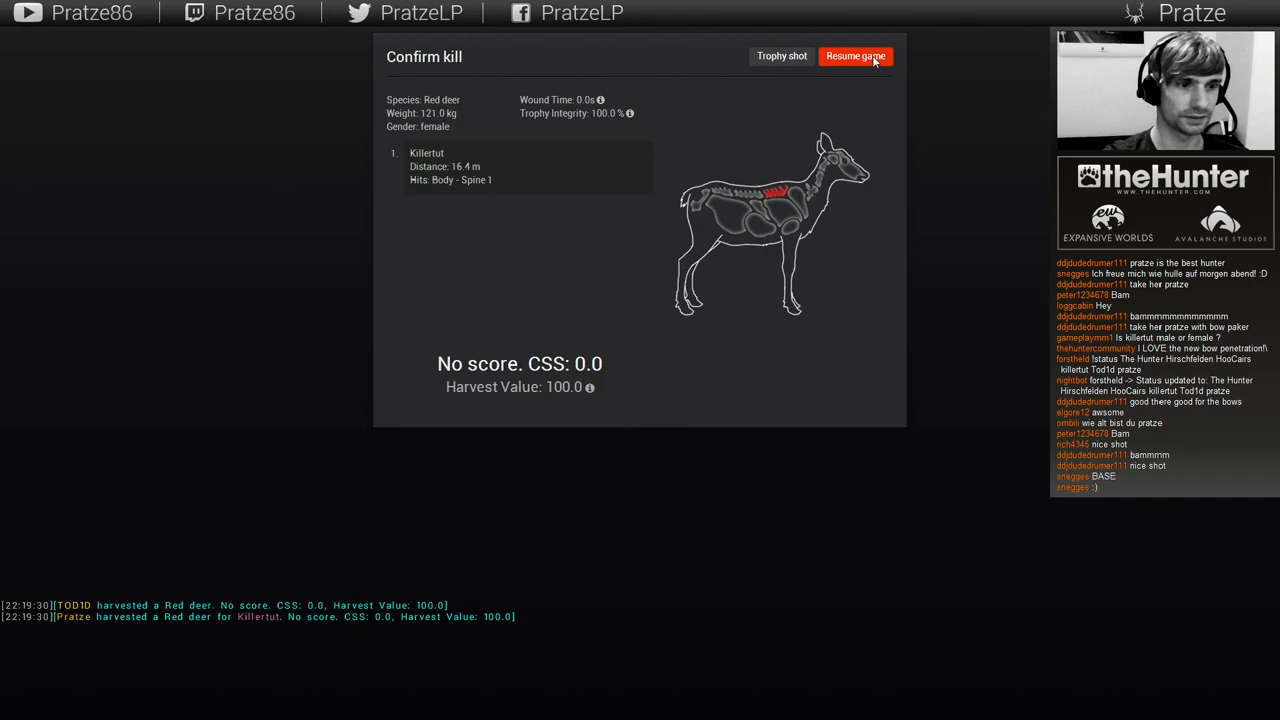 Pratze86
Pratze86
PratzeLP
PratzeLP
Pratze
Confirm kill
Trophy shot
Resume game
Species: Red deer
Weight: 121.0 kg
Gender: female
Wound Time: 0.0s
Trophy Integrity: 100.0 %
1. Killertut
Distance: 16.4 m
Hits: Body - Spine 1
No score. CSS: 0.0
Harvest Value: 100.0
theHunter
WWW.THEHUNTER.COM
ew
EXPANSIVE WORLDS
AVALANCHE STUDIOS
ddjdudedrumer111 pratze is the best hunter
snegges Ich freue mich wie hulle auf morgen abend! :D
ddjdudedrumer111 take her pratze
peter1234678 Bam
loggcabin Hey
ddjdudedrumer111 bammmmmmmmmmm
ddjdudedrumer111 take her pratze with bow paker
gameplaymm1 Is killertut male or female ?
thehuntercommunity I LOVE the new bow penetration!\
forstheld !status The Hunter Hirschfelden HooCairs
killertut Tod1d pratze
nightbot forstheld -> Status updated to: The Hunter
Hirschfelden HooCairs killertut Tod1d pratze
ddjdudedrumer111 good there good for the bows
elgore12 awsome
ombili wie alt bist du pratze
peter1234678 Bam
rich4345 nice shot
ddjdudedrumer111 bammmm
ddjdudedrumer111 nice shot
snegges BASE
snegges :)
[22:19:30][TOD1D harvested a Red deer. No score. CSS: 0.0, Harvest Value: 100.0]
[22:19:30][Pratze harvested a Red deer for Killertut. No score. CSS: 0.0, Harvest Value: 100.0]